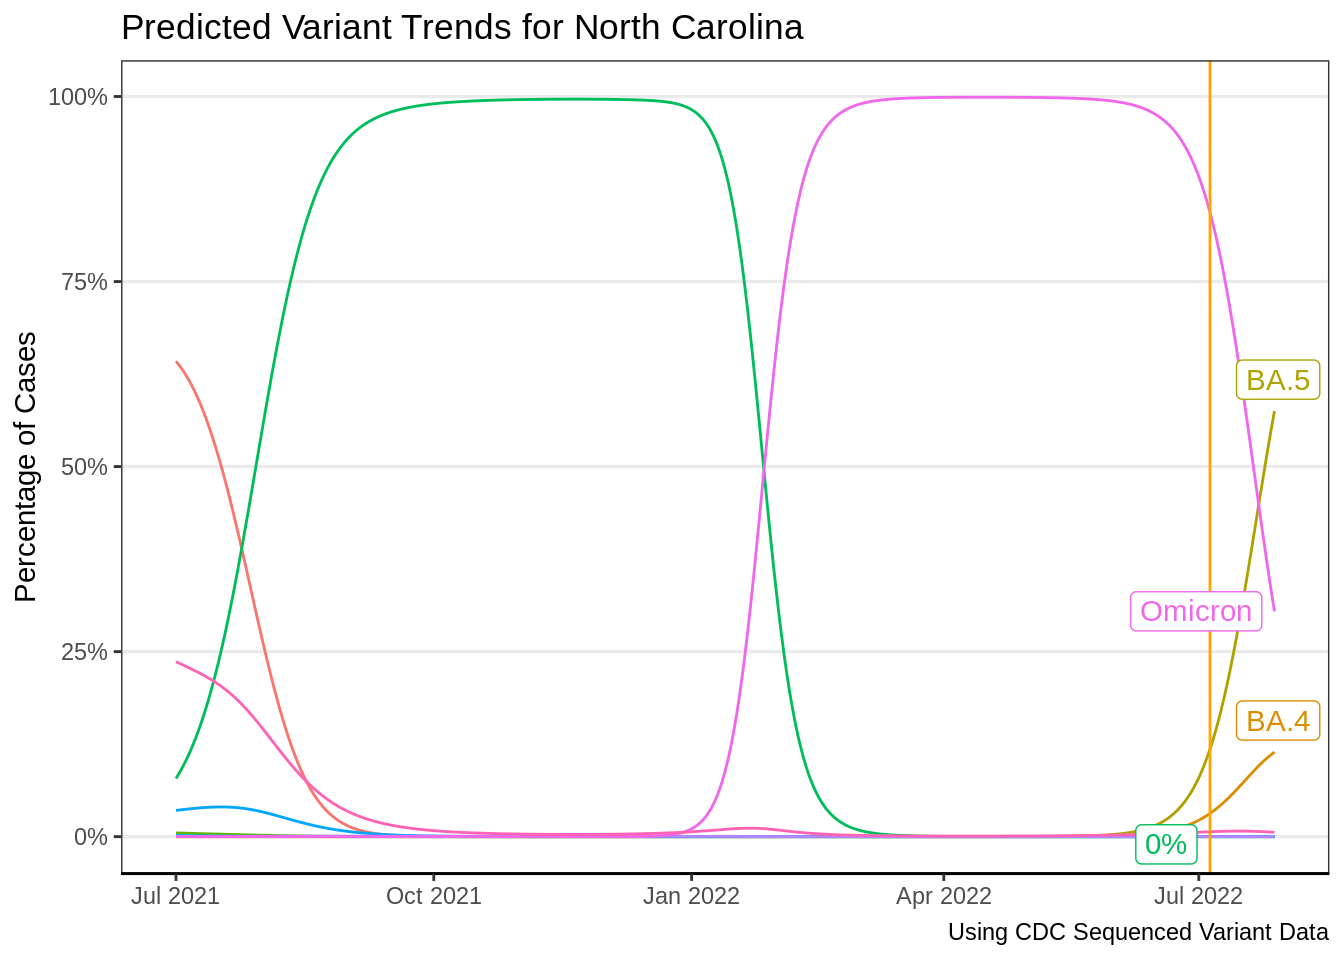 Predicted Variant Trends for North Carolina
Percentage of Cases
100%
75%
50%
25%
0%
BA.5
Omicron
BA.4
0%
Jul 2021
Oct 2021
Jan 2022
Apr 2022
Jul 2022
Using CDC Sequenced Variant Data